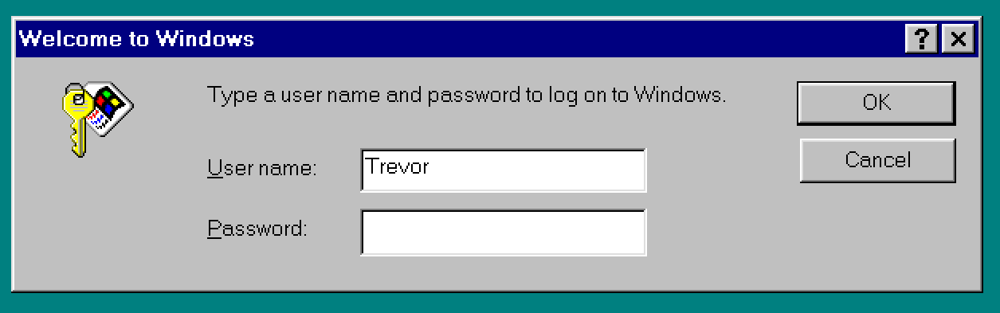 Welcome to Windows
Type a user name and password to log on to Windows.
OK
User name: Trevor
Cancel
Password: